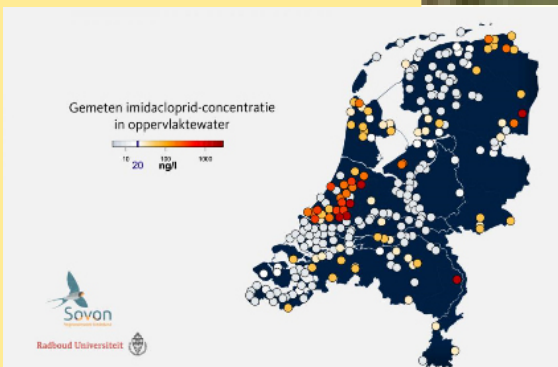 Gemeten imidacloprid-concentratie
in oppervlaktewater
10 100 1000
20 ng/l
Sovon
Radboud Universiteit